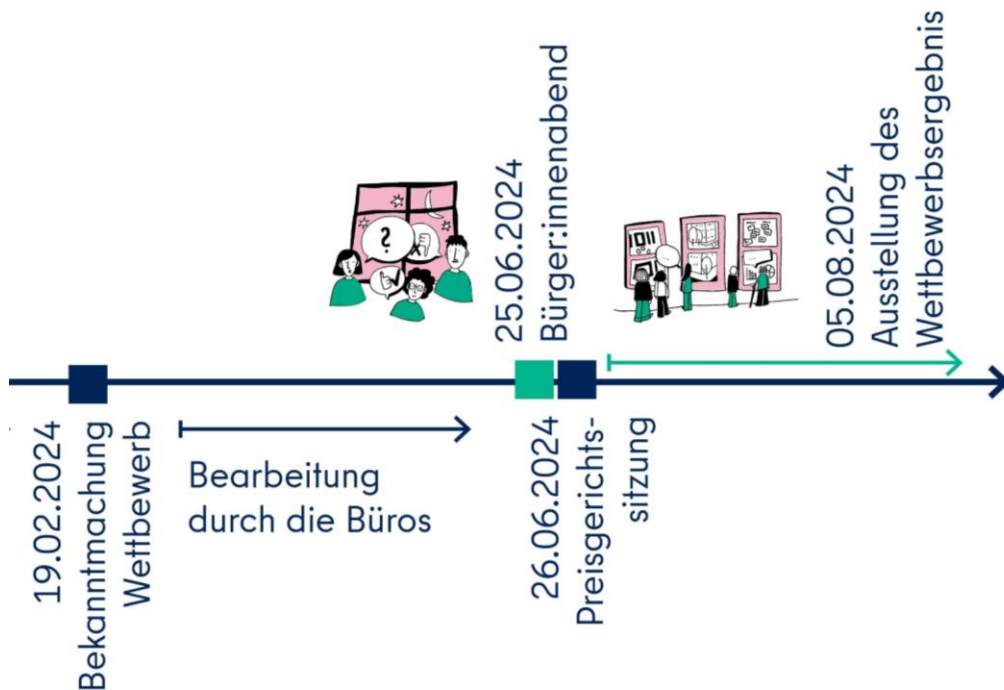 19.02.2024
Bekanntmachung
Wettbewerb
Bearbeitung
durch die Büros
25.06.2024
Bürger:innenabend
?
26.06.2024
Preisgerichts-
sitzung
05.08.2024
Ausstellung des
Wettbewerbsergebnis